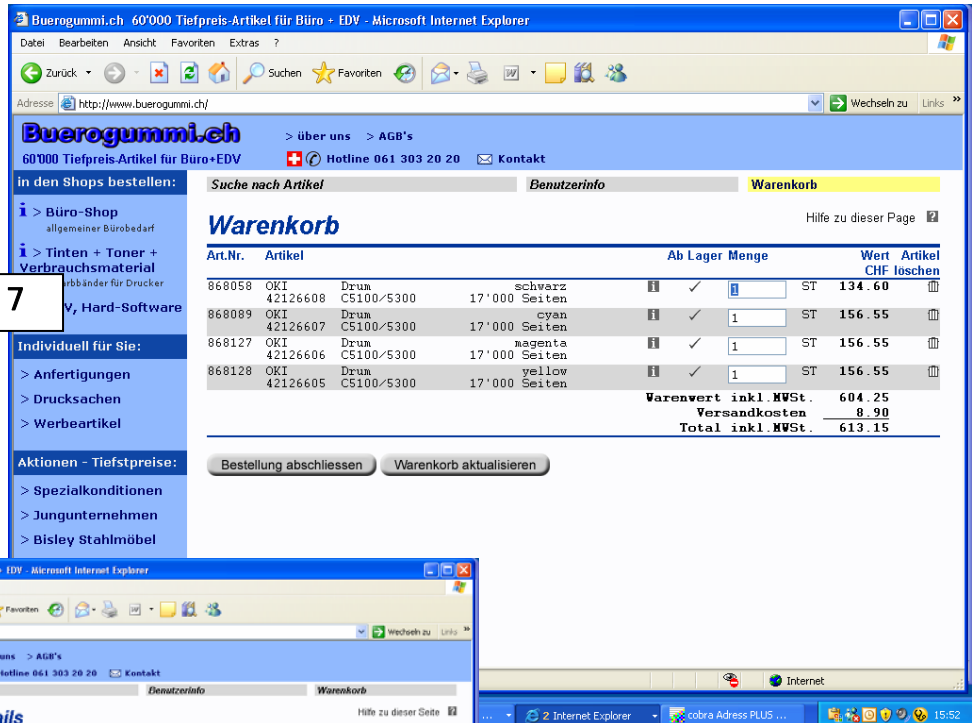 Buerogummi.ch 60'000 Tiefpreis-Artikel für Büro + EDV - Microsoft Internet Explorer
Datei Bearbeiten Ansicht Favoriten Extras ?
Zurück Suchen Favoriten
Adresse http://www.buerogummi.ch/ Wechseln zu Links »
Buerogummi.ch > über uns > AGB's
60'000 Tiefpreis-Artikel für Büro+EDV Hotline 061 303 20 20 Kontakt
in den Shops bestellen: Suche nach Artikel Benutzerinfo Warenkorb
i > Büro-Shop
allgemeiner Bürobedarf
Warenkorb Hilfe zu dieser Page ?
i > Tinten + Toner +
Verbrauchsmaterial
rbbänder für Drucker
7
V, Hard-Software
Art.Nr. Artikel Ab Lager Menge Wert Artikel
CHF löschen
868058 OKI Drum schwarz i ✓ 1 ST 134.60
42126608 C5100/5300 17'000 Seiten
868089 OKI Drum cyan i ✓ 1 ST 156.55
42126607 C5100/5300 17'000 Seiten
868127 OKI Drum magenta i ✓ 1 ST 156.55
42126606 C5100/5300 17'000 Seiten
868128 OKI Drum yellow i ✓ 1 ST 156.55
42126605 C5100/5300 17'000 Seiten
Warenwert inkl.MWSt. 604.25
Versandkosten 8.90
Total inkl.MWSt. 613.15
Individuell für Sie:
> Anfertigungen
> Drucksachen
> Werbeartikel
Aktionen - Tiefstpreise:
> Spezialkonditionen
> Jungunternehmen
> Bisley Stahlmöbel
Bestellung abschliessen Warenkorb aktualisieren
+ EDV - Microsoft Internet Explorer
Favoriten
Wechseln zu Links »
uns > AGB's
Hotline 061 303 20 20 Kontakt
Benutzerinfo Warenkorb
ails Hilfe zu dieser Seite ?
Internet
... 2 Internet Explorer cobra Adress PLUS ... 15:52